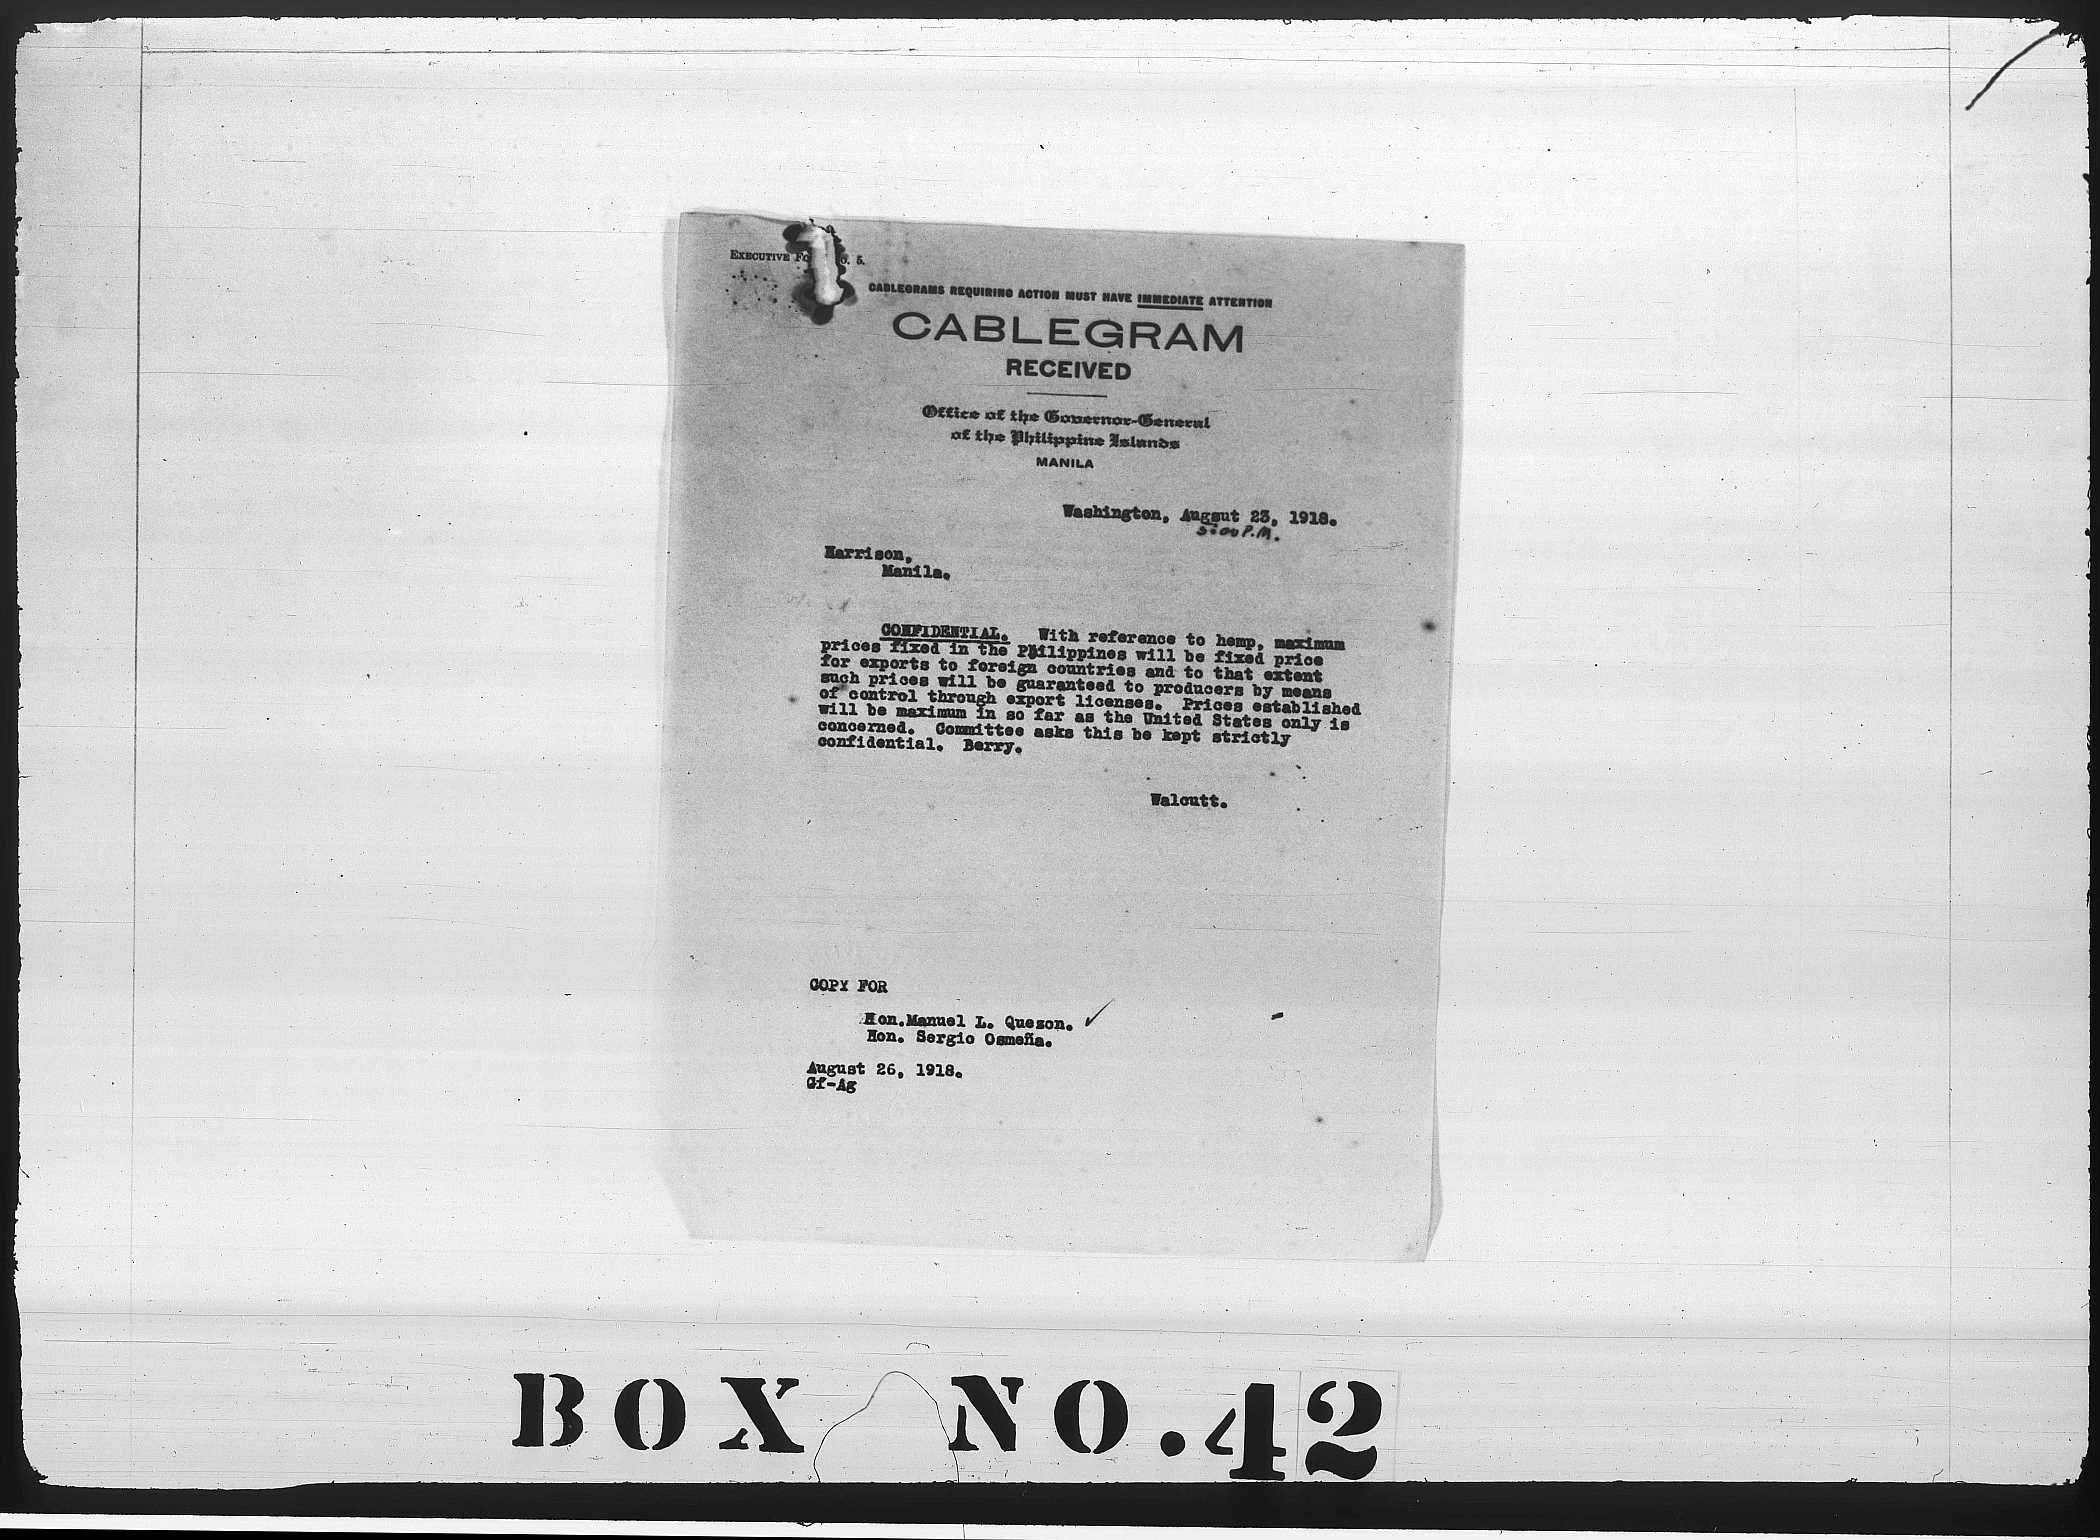 EXECUTIVE 5.
CABLEGRAMS REQUIRING ACTION MUST HAVE IMMEDIATE ATTENTION
CABLEGRAM
RECEIVED
Office of the Governor-General
of the Philippine Islands
MANILA
Washington, Augsut 23, 1918.
5:00 P.M.
Harrison,
Manila.
CONFIDENTIAL. With reference to hemp, maximum
prices fixed in the Philippines will be fixed price
for exports to foreign countries and to that extent
such prices will be guaranteed to producers by means
of control through export licenses. Prices established
will be maximum in so far as the United States only is
concerned. Committee asks this be kept strictly
confidential. Berry.
Walcutt.
COPY FOR
Hon.Manuel L. Quezon. ✓
Hon. Sergio Osmeña.
August 26, 1918.
Gf-Ag
BOX NO.42